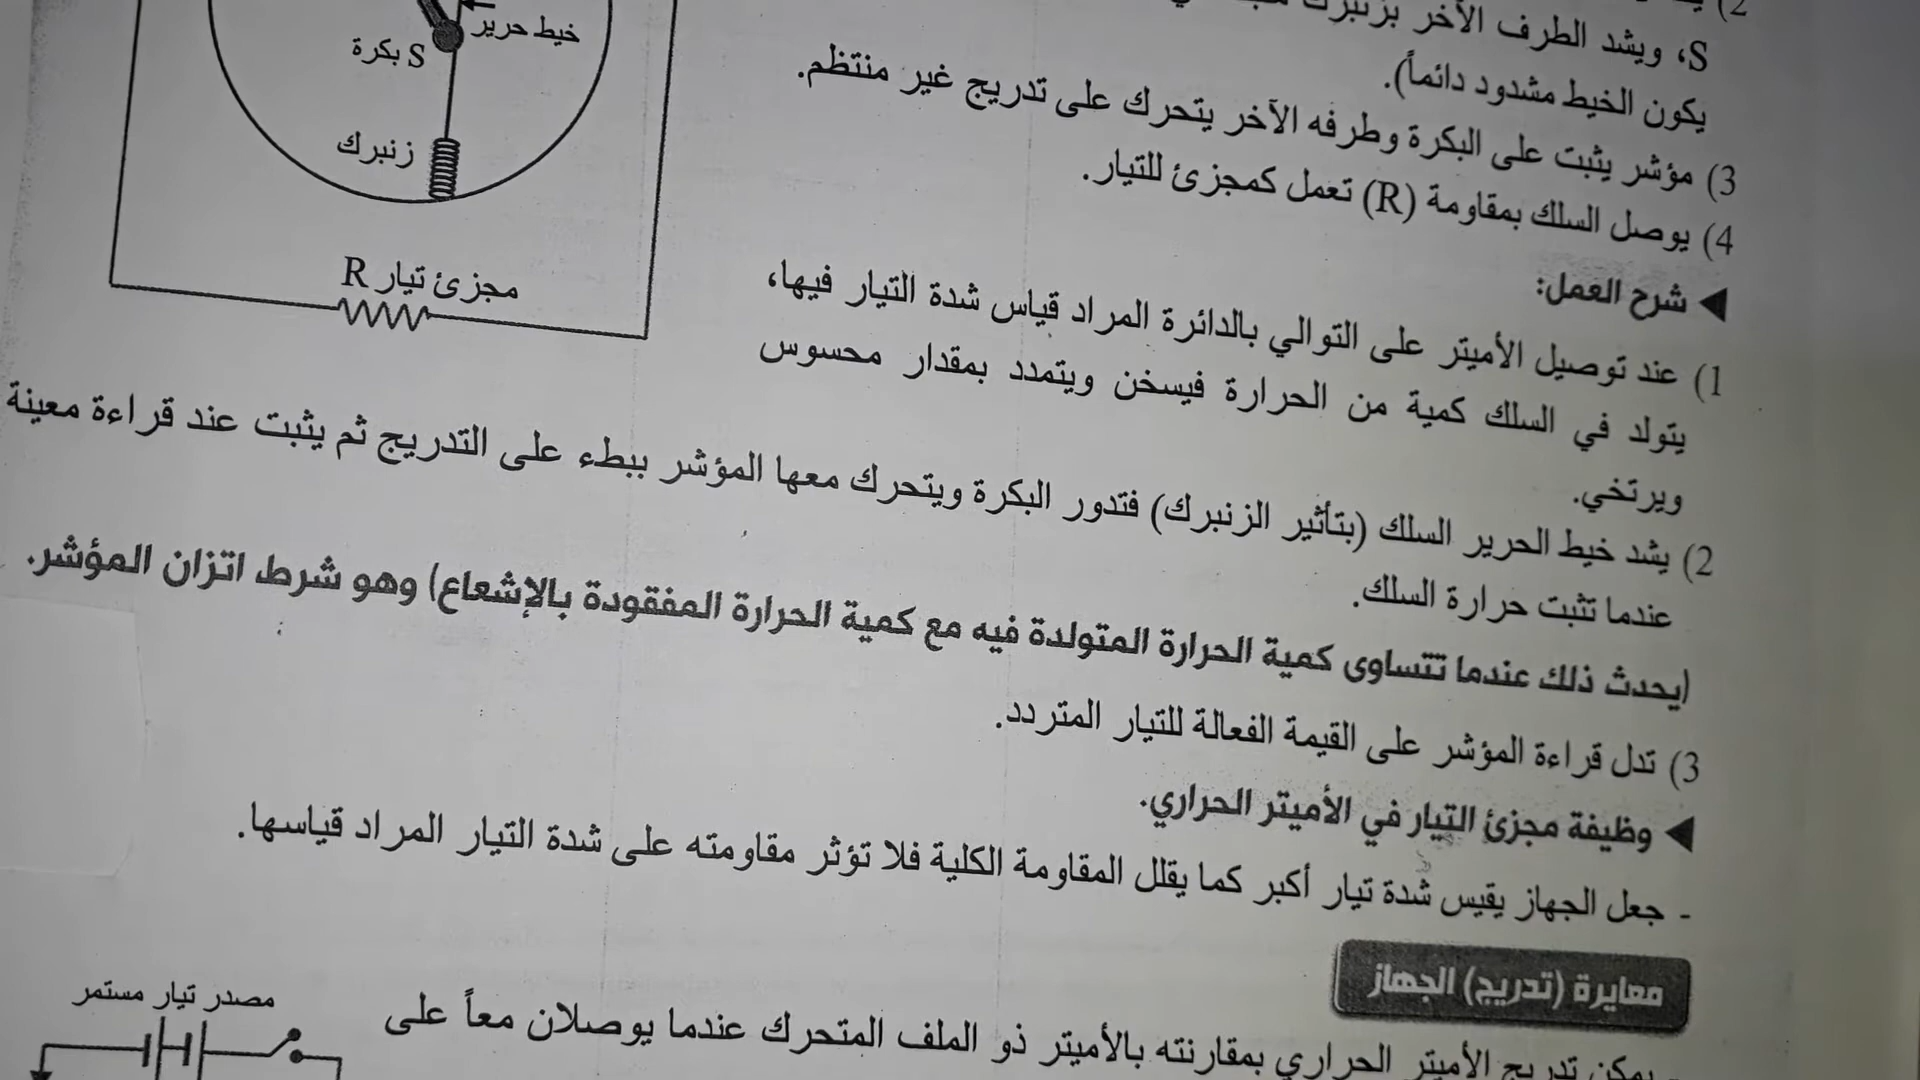 S، ويشد الطرف الآخر بزنبرك
يكون الخيط مشدود دائماً).
3) مؤشر يثبت على البكرة وطرفه الآخر يتحرك على تدريج غير منتظم.
4) يوصل السلك بمقاومة (R) تعمل كمجزئ للتيار.
خيط حرير
S بكرة
زنبرك
مجزئ تيار R
◄ شرح العمل:
1) عند توصيل الأميتر على التوالي بالدائرة المراد قياس شدة التيار فيها،
يتولد في السلك كمية من الحرارة فيسخن ويتمدد بمقدار محسوس
ويرتخي.
2) يشد خيط الحرير السلك (بتأثير الزنبرك) فتدور البكرة ويتحرك معها المؤشر ببطء على التدريج ثم يثبت عند قراءة معينة
عندما تثبت حرارة السلك.
(يحدث ذلك عندما تتساوى كمية الحرارة المتولدة فيه مع كمية الحرارة المفقودة بالإشعاع) وهو شرط اتزان المؤشر.
3) تدل قراءة المؤشر على القيمة الفعالة للتيار المتردد.
◄ وظيفة مجزئ التيار في الأميتر الحراري.
- جعل الجهاز يقيس شدة تيار أكبر كما يقلل المقاومة الكلية فلا تؤثر مقاومته على شدة التيار المراد قياسها.
معايرة (تدريج) الجهاز
- يمكن تدريج الأميتر الحراري بمقارنته بالأميتر ذو الملف المتحرك عندما يوصلان معاً على
مصدر تيار مستمر